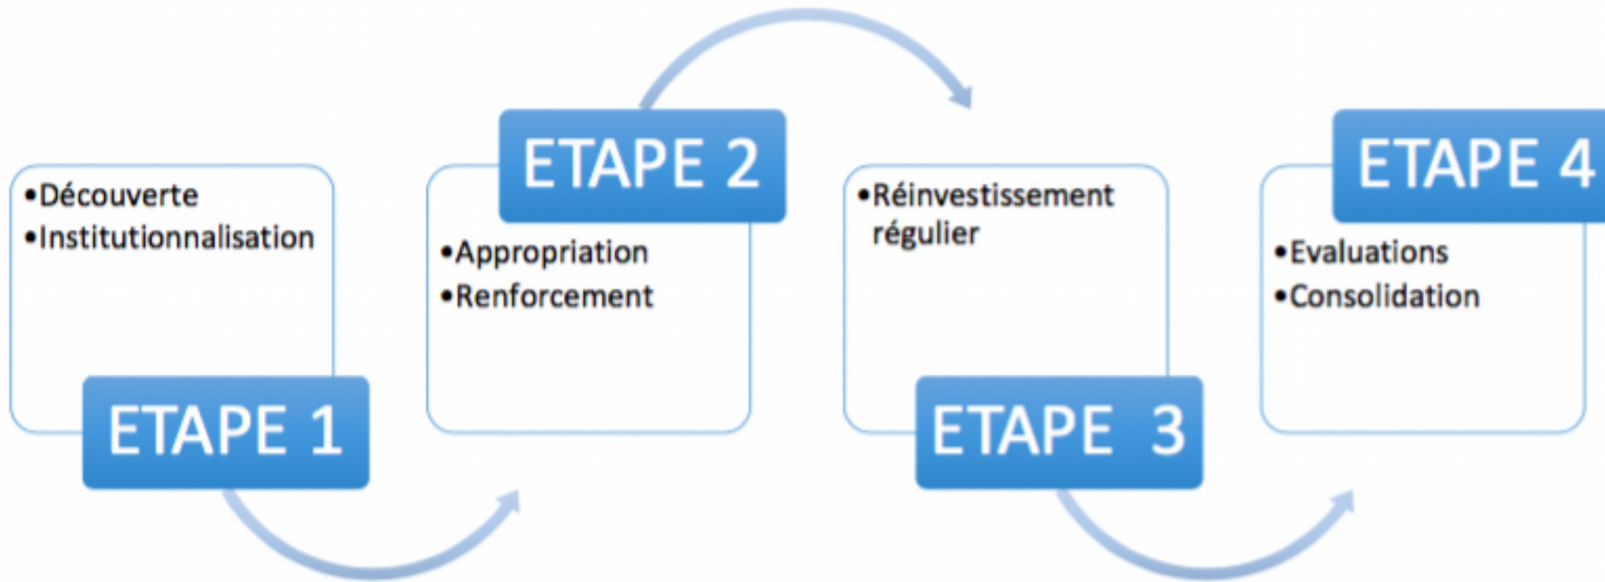 •Découverte
•Institutionnalisation
ETAPE 1
ETAPE 2
•Appropriation
•Renforcement
•Réinvestissement
régulier
ETAPE 3
ETAPE 4
•Evaluations
•Consolidation